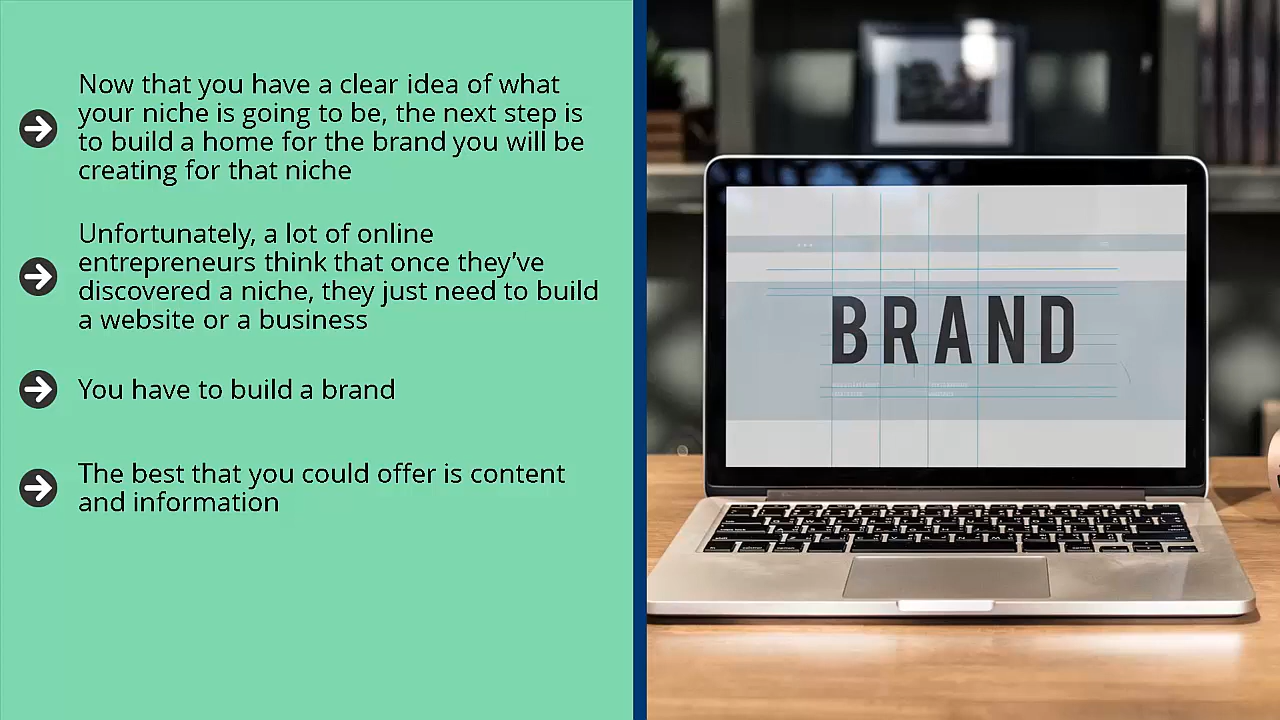 Now that you have a clear idea of what
your niche is going to be, the next step is
to build a home for the brand you will be
creating for that niche
Unfortunately, a lot of online
entrepreneurs think that once they've
discovered a niche, they just need to build
a website or a business
You have to build a brand
The best that you could offer is content
and information
BRAND